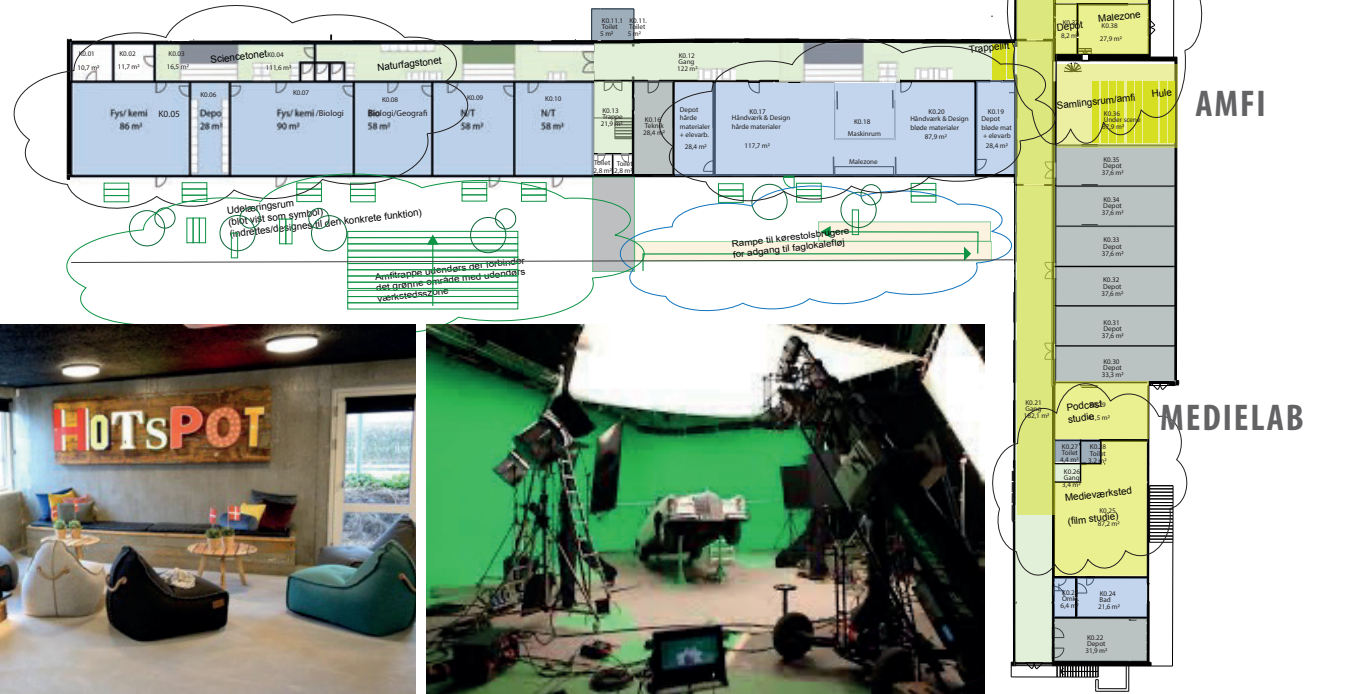 K0.11.1
Toilet
5 m²
K0.11.
Toilet
5 m²
K0.01
10,7 m²
K0.02
11,7 m²
K0.03
16,5 m²
Sciencetonet
K0.04
111,6 m²
Naturfagstonet
K0.12
Gang
122 m²
Trappelift
Fys/ kemi
86 m²
K0.05
K0.06
Depo
28 m²
K0.07
Fys/ kemi /Biologi
90 m²
K0.08
Biologi/Geografi
58 m²
K0.09
N/T
58 m²
K0.10
N/T
58 m²
K0.13
Trappe
21,9 m²
Toilet
2,8 m²
Toilet
2,8 m²
K0.16
Teknik
28,4 m²
Depot
hårde
materialer
+ elevarb.
28,4 m²
K0.17
Håndværk & Design
hårde materialer
117,7 m²
K0.18
Maskinrum
Malezone
K0.20
Håndværk & Design
bløde materialer
87,9 m²
K0.19
Depot
bløde mat
+ elevarb
28,4 m²
Udelæringsrum
(blot vist som symbol)
(indrettes/designes til den konkrete funktion)
Amfitrappe udendørs der forbinder
det grønne område med udendørs
værkstedsszone
Rampe til kørestolsbrugere
for adgang til faglokalefløj
Depot
8,2 m²
Malezone
K0.38
27,9 m²
Samlingsrum/amfi
Hule
K0.36
Under scene
AMFI
K0.35
Depot
37,6 m²
K0.34
Depot
37,6 m²
K0.33
Depot
37,6 m²
K0.32
Depot
37,6 m²
K0.31
Depot
37,6 m²
K0.30
Depot
33,3 m²
K0.21
Gang
Podcast
studie
MEDIELAB
K0.27
Toilet
4,4 m²
Toilet
3,2 m²
K0.26
Gang
3,4 m²
Medieværksted
K0.25
(film studie)
87,2 m²
6,4 m²
K0.24
Bad
21,6 m²
K0.22
Depot
31,9 m²
HOTSPOT